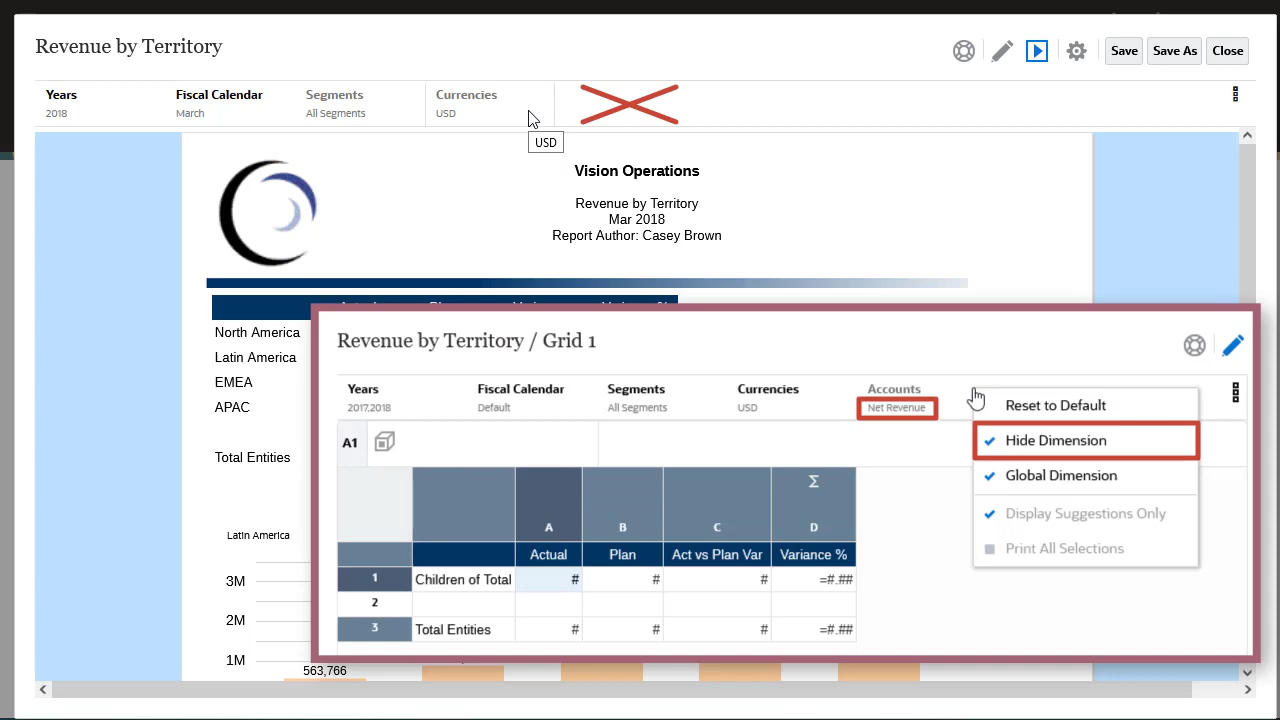 Revenue by Territory
Save Save As Close
Years Fiscal Calendar Segments Currencies
2018 March All Segments USD
USD
Vision Operations
Revenue by Territory
Mar 2018
Report Author: Casey Brown
North America
Latin America
EMEA
APAC
Total Entities
Latin America
3M
2M
1M
563,766
Revenue by Territory / Grid 1
Years Fiscal Calendar Segments Currencies Accounts
2017,2018 Default All Segments USD Net Revenue
Reset to Default
Hide Dimension
Global Dimension
Display Suggestions Only
Print All Selections
A1
Σ
A B C D
Actual Plan Act vs Plan Var Variance %
1 Children of Total # # # =#.##
2
3 Total Entities # # # =#.##